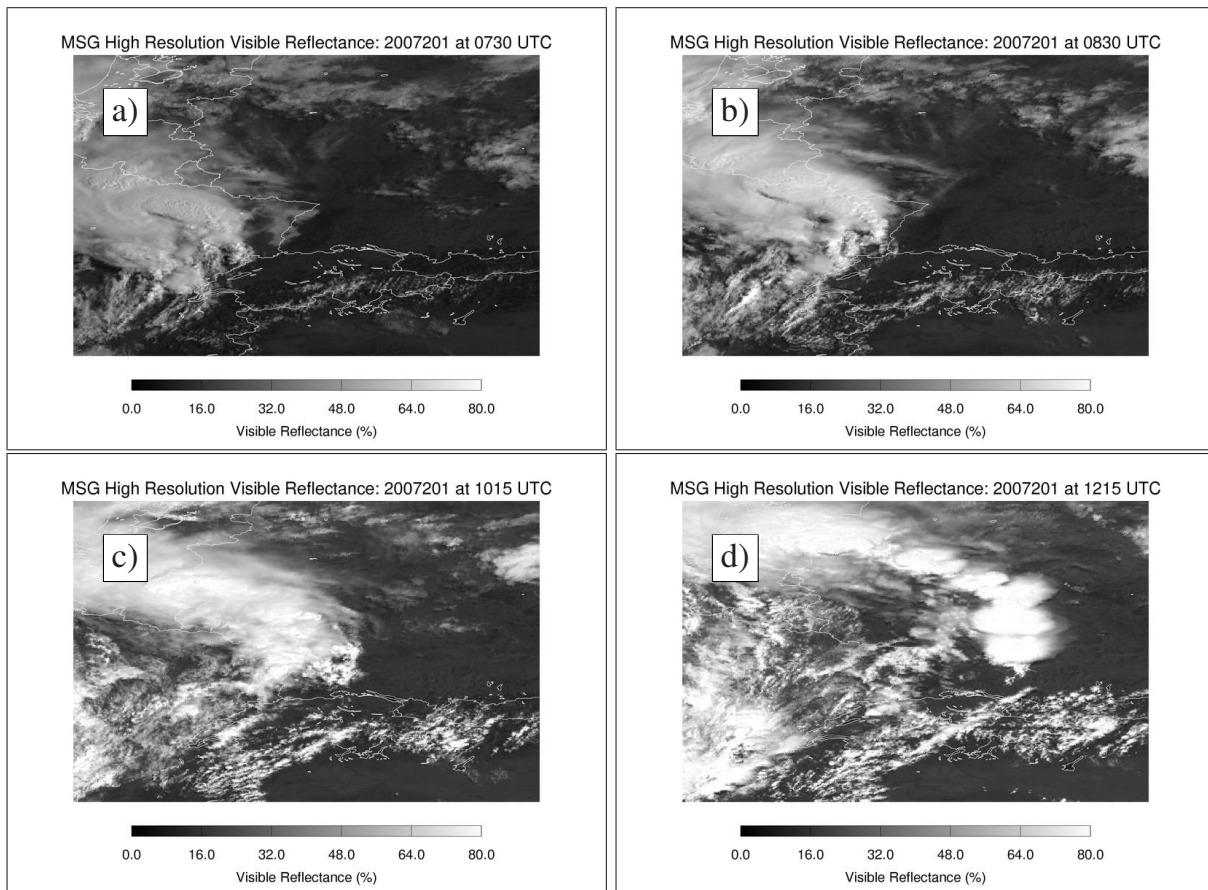 MSG High Resolution Visible Reflectance: 2007201 at 0730 UTC
a)
0.0 16.0 32.0 48.0 64.0 80.0
Visible Reflectance (%)
MSG High Resolution Visible Reflectance: 2007201 at 0830 UTC
b)
0.0 16.0 32.0 48.0 64.0 80.0
Visible Reflectance (%)
MSG High Resolution Visible Reflectance: 2007201 at 1015 UTC
c)
0.0 16.0 32.0 48.0 64.0 80.0
Visible Reflectance (%)
MSG High Resolution Visible Reflectance: 2007201 at 1215 UTC
d)
0.0 16.0 32.0 48.0 64.0 80.0
Visible Reflectance (%)